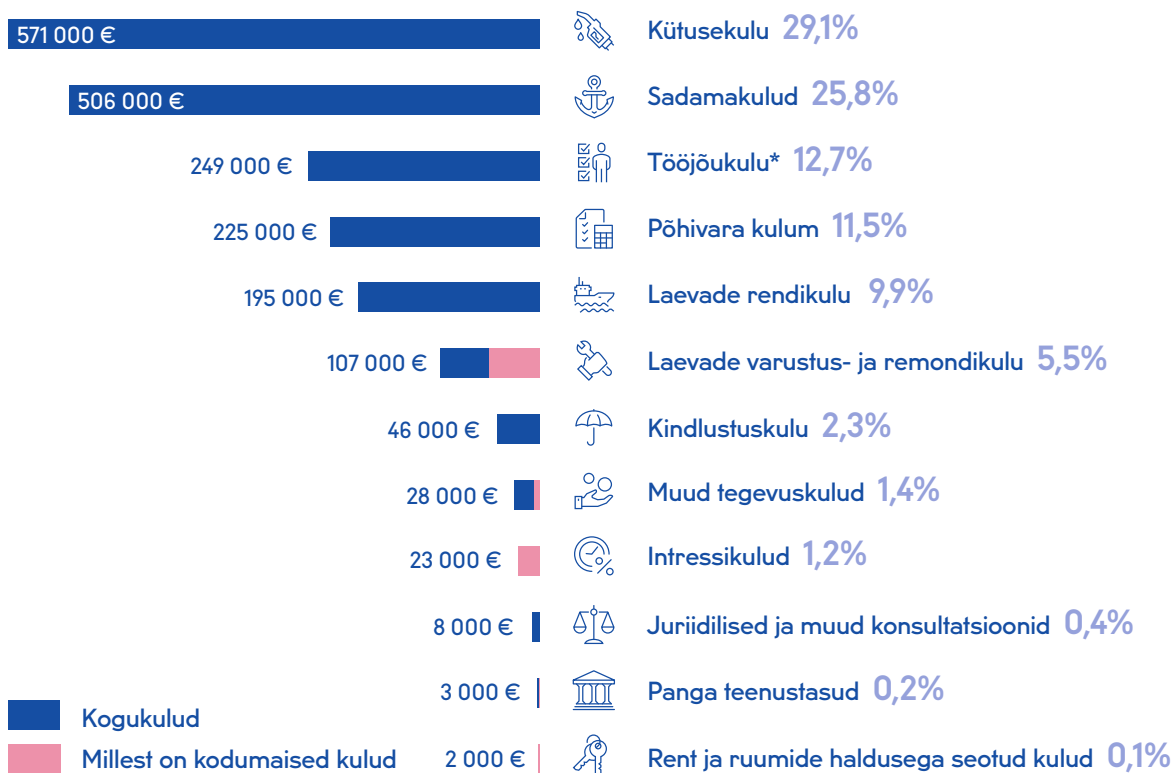 571 000 € Kütusekulu 29,1%
506 000 € Sadamakulud 25,8%
249 000 € Tööjõukulu* 12,7%
225 000 € Põhivara kulum 11,5%
195 000 € Laevade rendikulu 9,9%
107 000 € Laevade varustus- ja remondikulu 5,5%
46 000 € Kindlustuskulu 2,3%
28 000 € Muud tegevuskulud 1,4%
23 000 € Intressikulud 1,2%
8 000 € Juriidilised ja muud konsultatsioonid 0,4%
3 000 € Panga teenustasud 0,2%
2 000 € Rent ja ruumide haldusega seotud kulud 0,1%
Kogukulud
Millest on kodumaised kulud